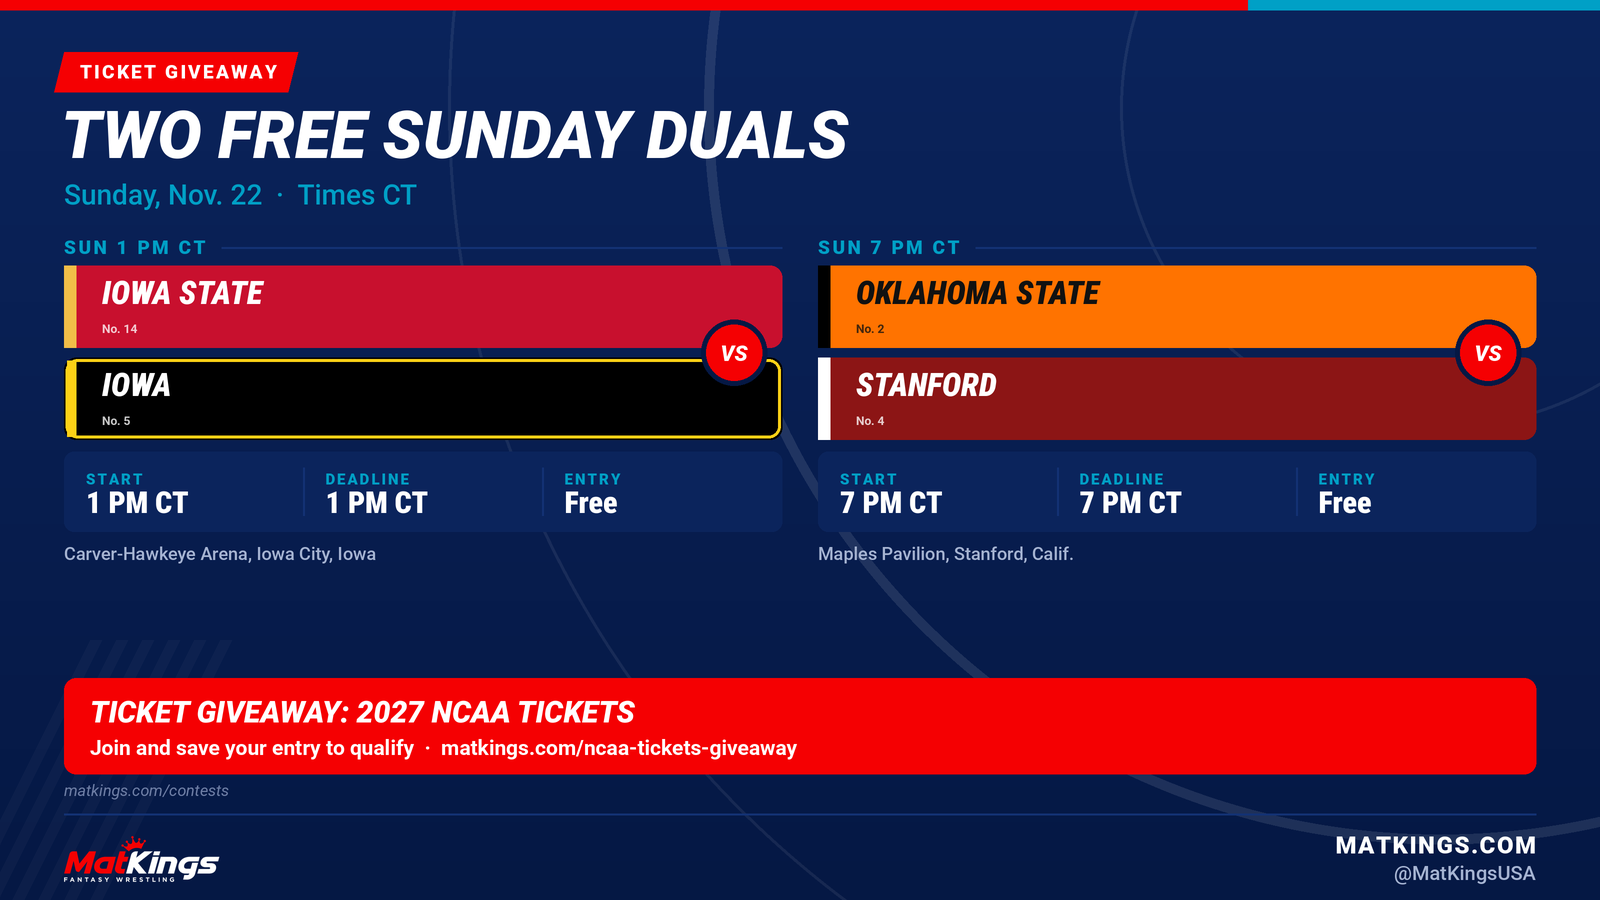 TICKET GIVEAWAY
TWO FREE SUNDAY DUALS
Sunday, Nov. 22 · Times CT
SUN 1 PM CT
IOWA STATE
No. 14
VS
IOWA
No. 5
START
1 PM CT
DEADLINE
1 PM CT
ENTRY
Free
Carver-Hawkeye Arena, Iowa City, Iowa
SUN 7 PM CT
OKLAHOMA STATE
No. 2
VS
STANFORD
No. 4
START
7 PM CT
DEADLINE
7 PM CT
ENTRY
Free
Maples Pavilion, Stanford, Calif.
TICKET GIVEAWAY: 2027 NCAA TICKETS
Join and save your entry to qualify · matkings.com/ncaa-tickets-giveaway
matkings.com/contests
MatKings
FANTASY WRESTLING
MATKINGS.COM
@MatKingsUSA